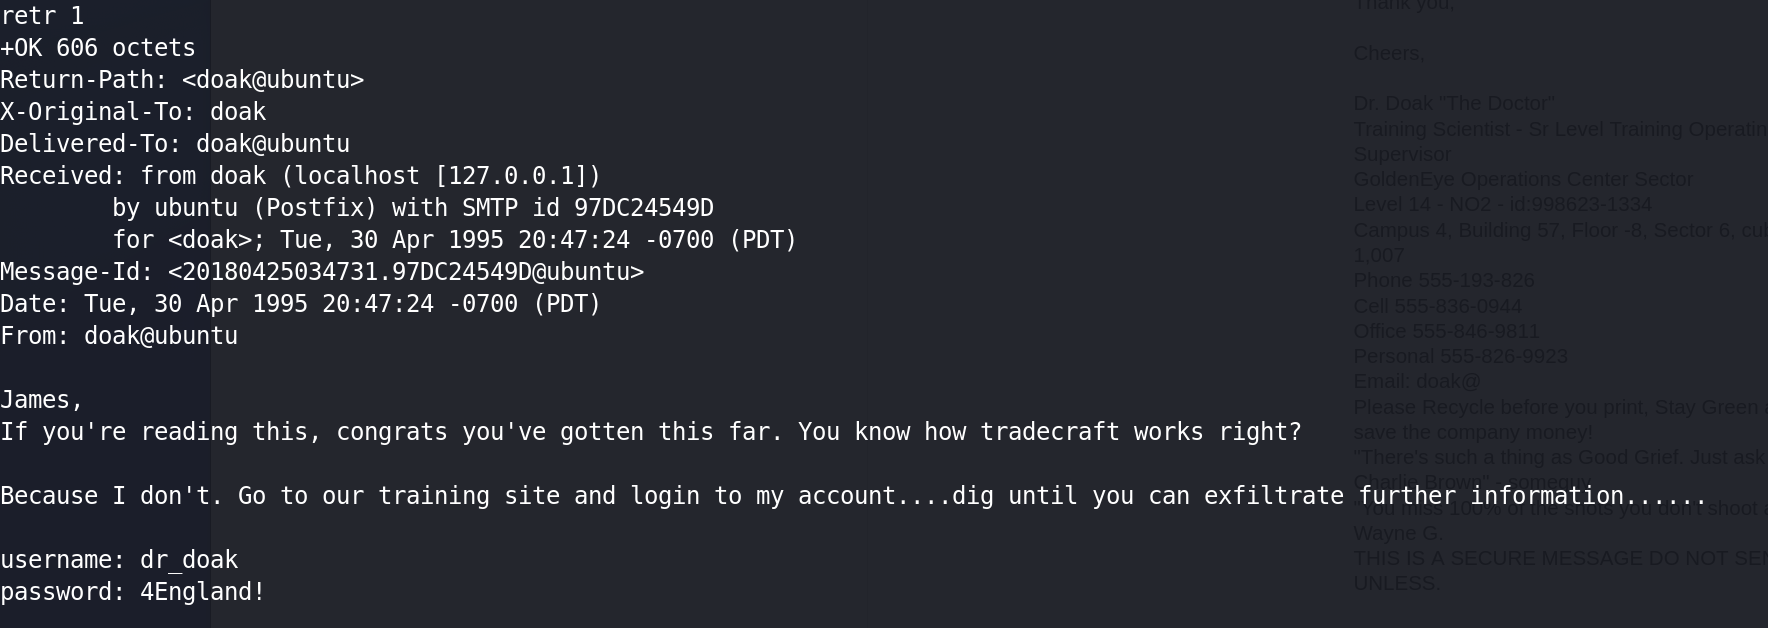 retr 1
+OK 606 octets
Return-Path: <doak@ubuntu>
X-Original-To: doak
Delivered-To: doak@ubuntu
Received: from doak (localhost [127.0.0.1])
by ubuntu (Postfix) with SMTP id 97DC24549D
for <doak>; Tue, 30 Apr 1995 20:47:24 -0700 (PDT)
Message-Id: <20180425034731.97DC24549D@ubuntu>
Date: Tue, 30 Apr 1995 20:47:24 -0700 (PDT)
From: doak@ubuntu
James,
If you're reading this, congrats you've gotten this far. You know how tradecraft works right?
Because I don't. Go to our training site and login to my account....dig until you can exfiltrate further information......
username: dr_doak
password: 4England!
Thank you,
Cheers,
Dr. Doak "The Doctor"
Training Scientist - Sr Level Training
Supervisor
GoldenEye Operations Center Sector
Level 14 - NO2 - id:998623-1334
Campus 4, Building 57, Floor -8, Sector 6,
1,007
Phone 555-193-826
Cell 555-836-0944
Office 555-846-9811
Personal 555-826-9923
Email: doak@
Please Recycle before you print, Stay Green
save the company money!
"There's such a thing as Good Grief. Just ask
Charlie Brown" - someguy
"You miss 100% of the shots you don't shoot
Wayne G.
THIS IS A SECURE MESSAGE DO NOT
UNLESS.